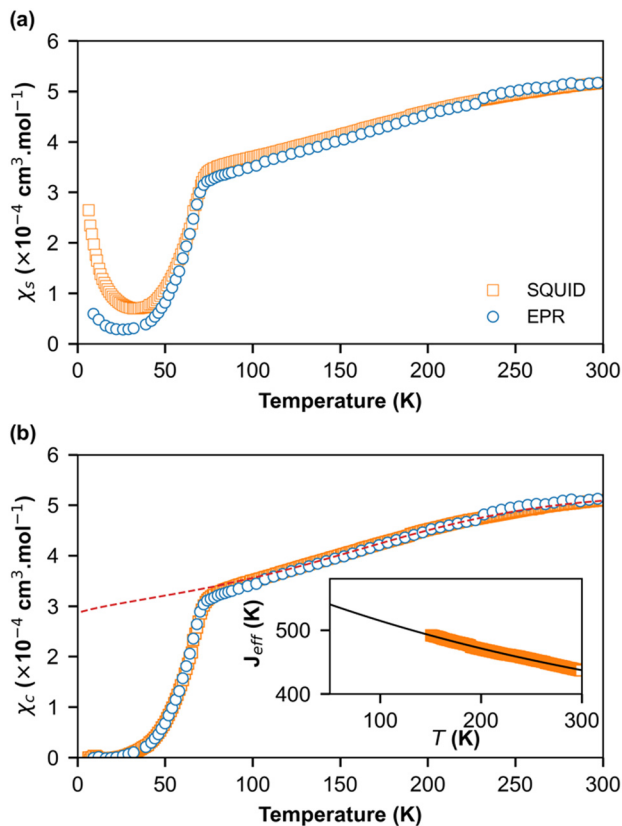 (a)
6
5
4
3
2
1
0
χs (×10⁻⁴ cm³.mol⁻¹)
SQUID
EPR
0 50 100 150 200 250 300
Temperature (K)
(b)
6
5
4
3
2
1
0
χc (×10⁻⁴ cm³.mol⁻¹)
500
400
Jeff (K)
100 200 300
T (K)
0 50 100 150 200 250 300
Temperature (K)